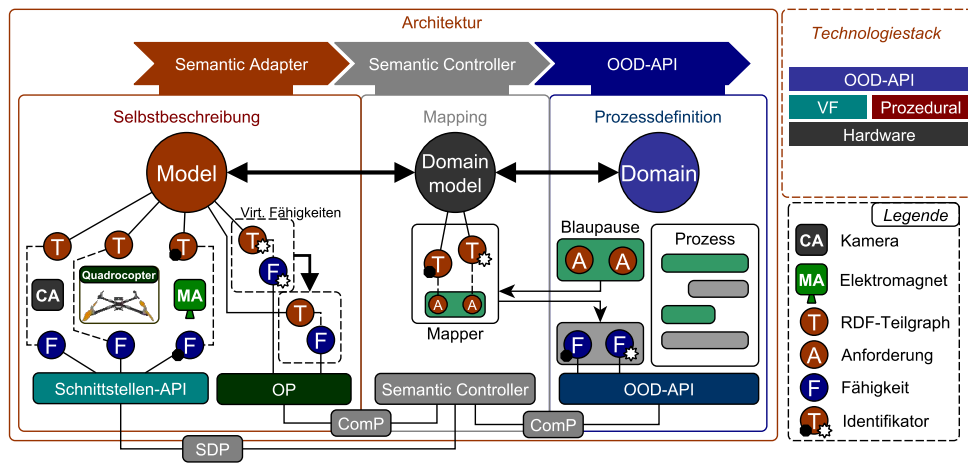 Architektur
Technologiestack
Semantic Adapter
Semantic Controller
OOD-API
OOD-API
VF
Prozedural
Hardware
Selbstbeschreibung
Mapping
Prozessdefinition
Model
Domain
model
Domain
Virt. Fähigkeiten
Blaupause
Prozess
Legende
T
T
T
T
F
T
T
T
A
A
A
A
Quadrocopter
CA
MA
Mapper
F
F
F
F
F
F
Schnittstellen-API
OP
Semantic Controller
OOD-API
ComP
ComP
SDP
CA
Kamera
MA
Elektromagnet
T
RDF-Teilgraph
A
Anforderung
F
Fähigkeit
T
Identifikator